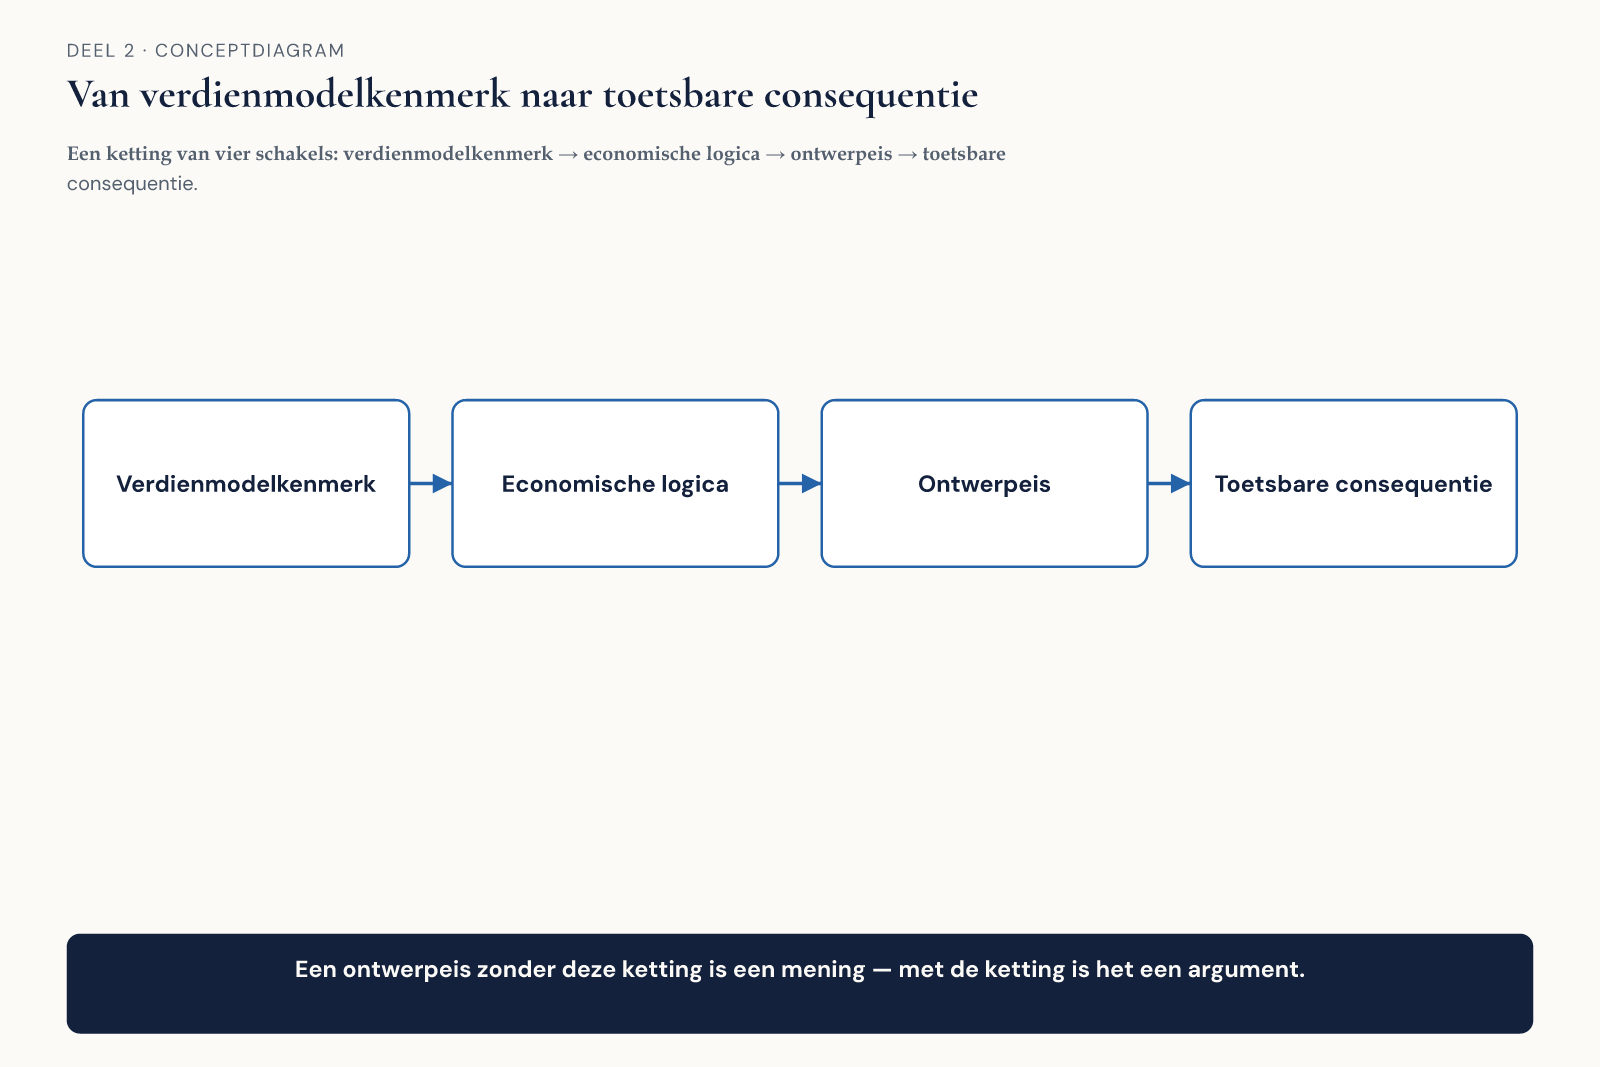 DEEL 2 · CONCEPTDIAGRAM
Van verdienmodelkenmerk naar toetsbare consequentie
Een ketting van vier schakels: verdienmodelkenmerk → economische logica → ontwerpeis → toetsbare
consequentie.
Verdienmodelkenmerk
Economische logica
Ontwerpeis
Toetsbare consequentie
Een ontwerpeis zonder deze ketting is een mening — met de ketting is het een argument.